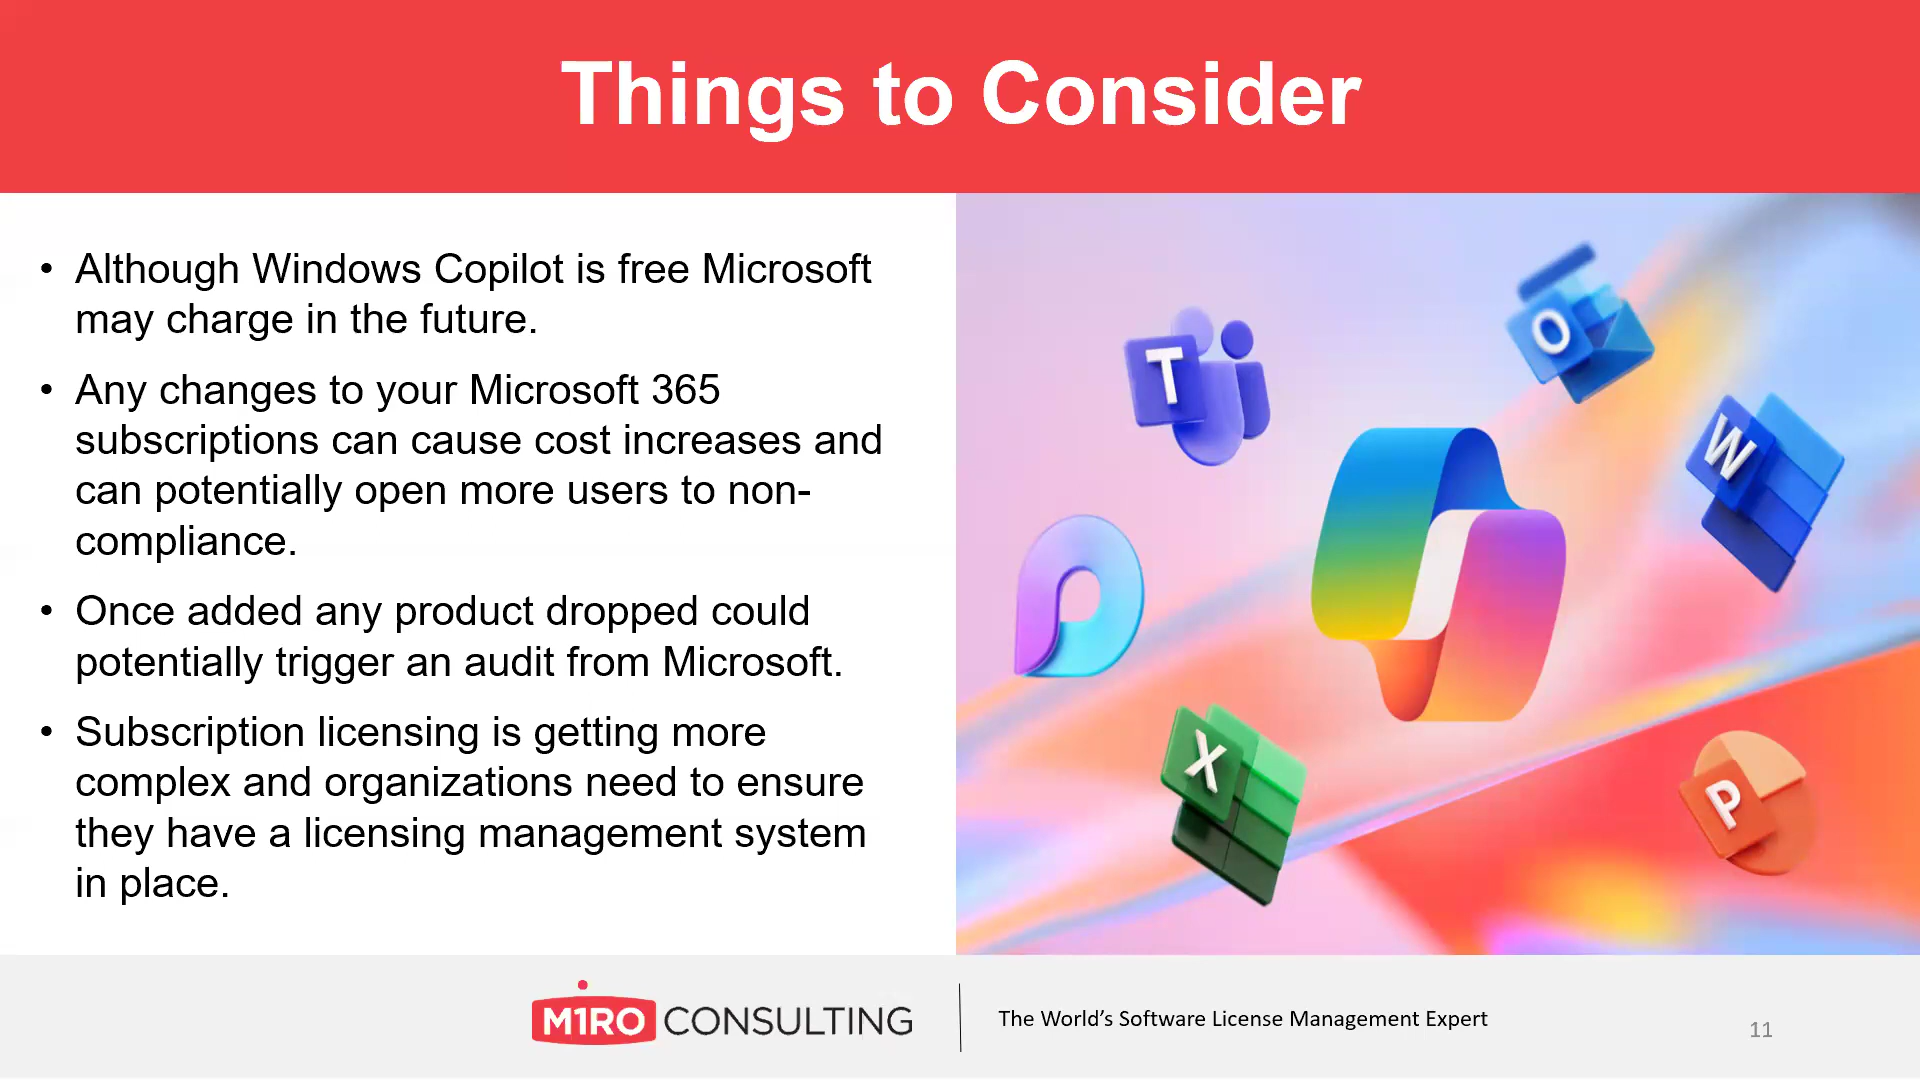 Things to Consider
• Although Windows Copilot is free Microsoft
may charge in the future.
• Any changes to your Microsoft 365
subscriptions can cause cost increases and
can potentially open more users to non-
compliance.
• Once added any product dropped could
potentially trigger an audit from Microsoft.
• Subscription licensing is getting more
complex and organizations need to ensure
they have a licensing management system
in place.
T
O
W
X
P
M1RO CONSULTING
The World's Software License Management Expert
11